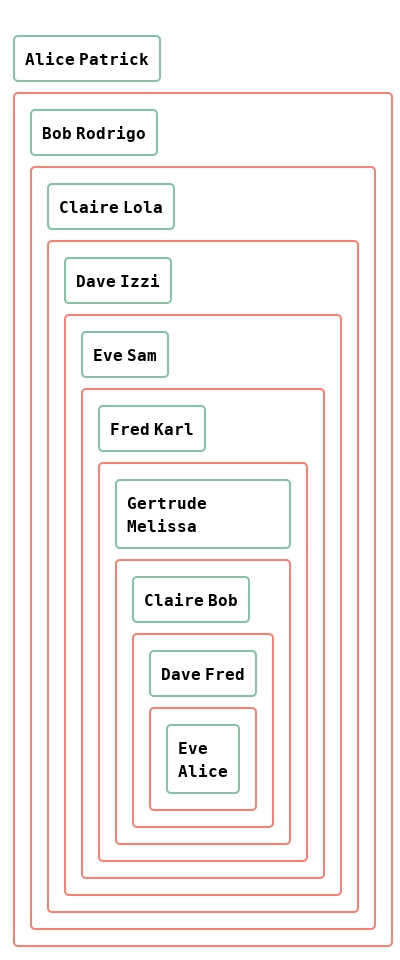 Alice Patrick
Bob Rodrigo
Claire Lola
Dave Izzi
Eve Sam
Fred Karl
Gertrude
Melissa
Claire Bob
Dave Fred
Eve
Alice